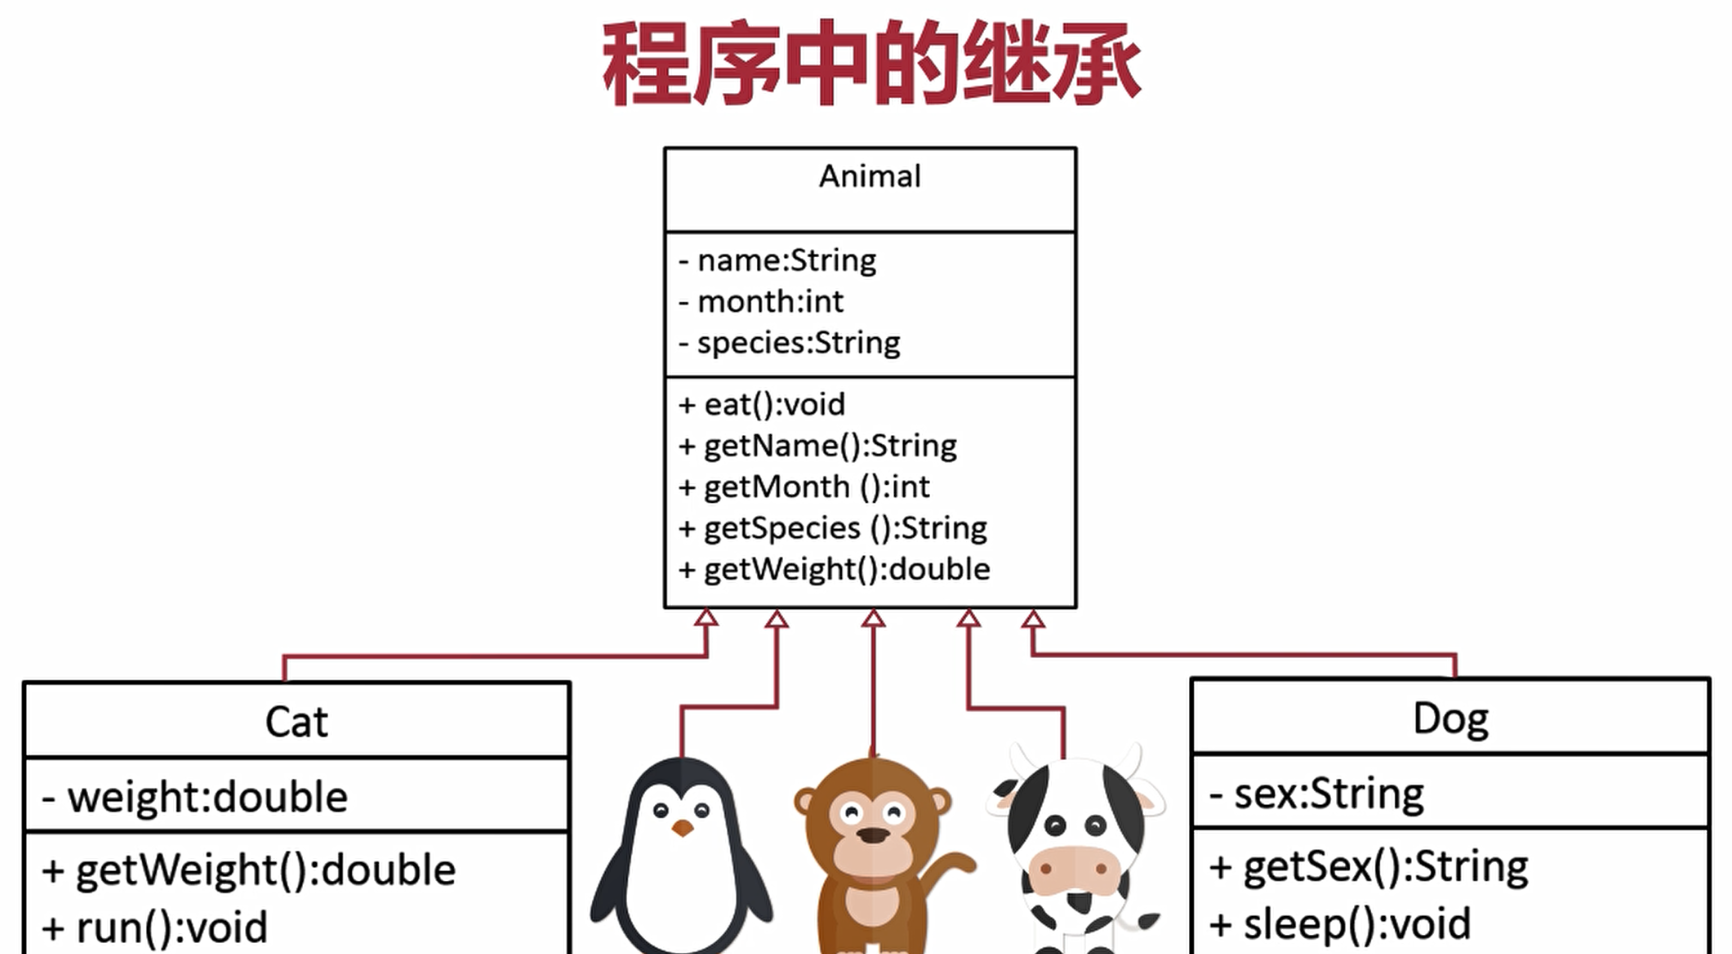 程序中的继承
Animal
- name:String
- month:int
- species:String
+ eat():void
+ getName():String
+ getMonth ():int
+ getSpecies ():String
+ getWeight():double
Cat
- weight:double
+ getWeight():double
+ run():void
Dog
- sex:String
+ getSex():String
+ sleep():void